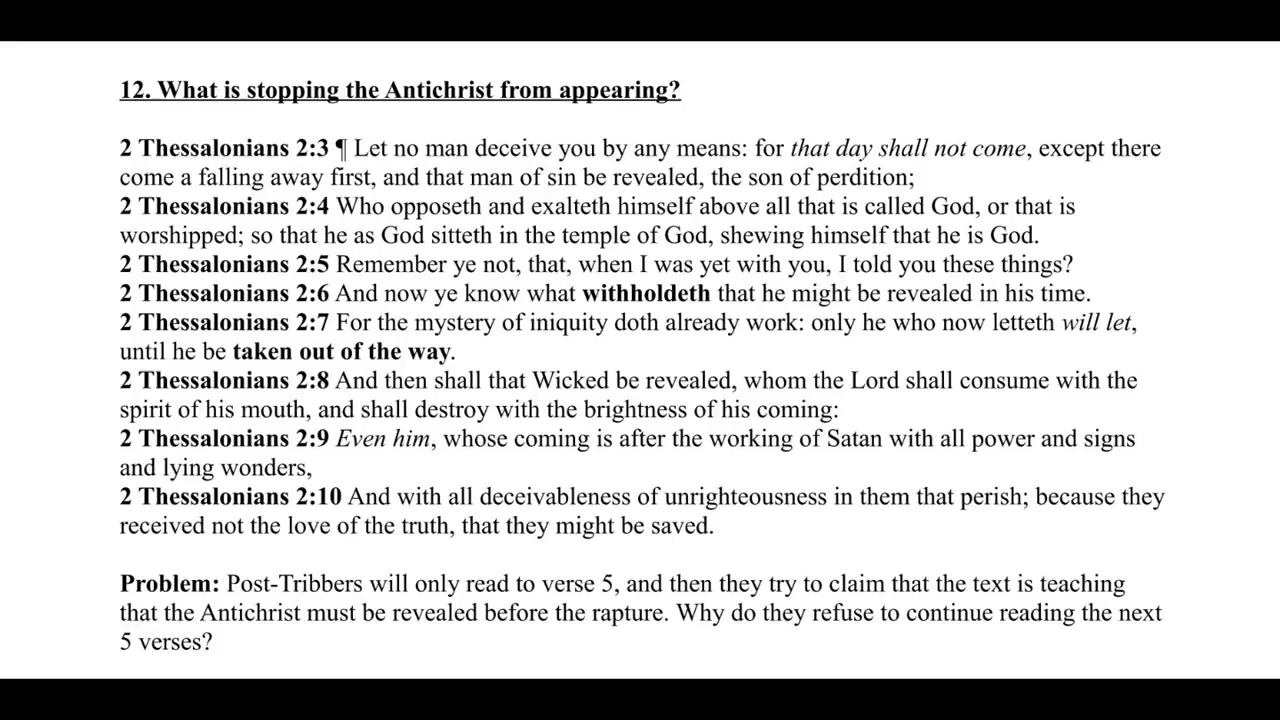 12. What is stopping the Antichrist from appearing?
2 Thessalonians 2:3 ¶ Let no man deceive you by any means: for that day shall not come, except there
come a falling away first, and that man of sin be revealed, the son of perdition;
2 Thessalonians 2:4 Who opposeth and exalteth himself above all that is called God, or that is
worshipped; so that he as God sitteth in the temple of God, shewing himself that he is God.
2 Thessalonians 2:5 Remember ye not, that, when I was yet with you, I told you these things?
2 Thessalonians 2:6 And now ye know what withholdeth that he might be revealed in his time.
2 Thessalonians 2:7 For the mystery of iniquity doth already work: only he who now letteth will let,
until he be taken out of the way.
2 Thessalonians 2:8 And then shall that Wicked be revealed, whom the Lord shall consume with the
spirit of his mouth, and shall destroy with the brightness of his coming:
2 Thessalonians 2:9 Even him, whose coming is after the working of Satan with all power and signs
and lying wonders,
2 Thessalonians 2:10 And with all deceivableness of unrighteousness in them that perish; because they
received not the love of the truth, that they might be saved.
Problem: Post-Tribbers will only read to verse 5, and then they try to claim that the text is teaching
that the Antichrist must be revealed before the rapture. Why do they refuse to continue reading the next
5 verses?